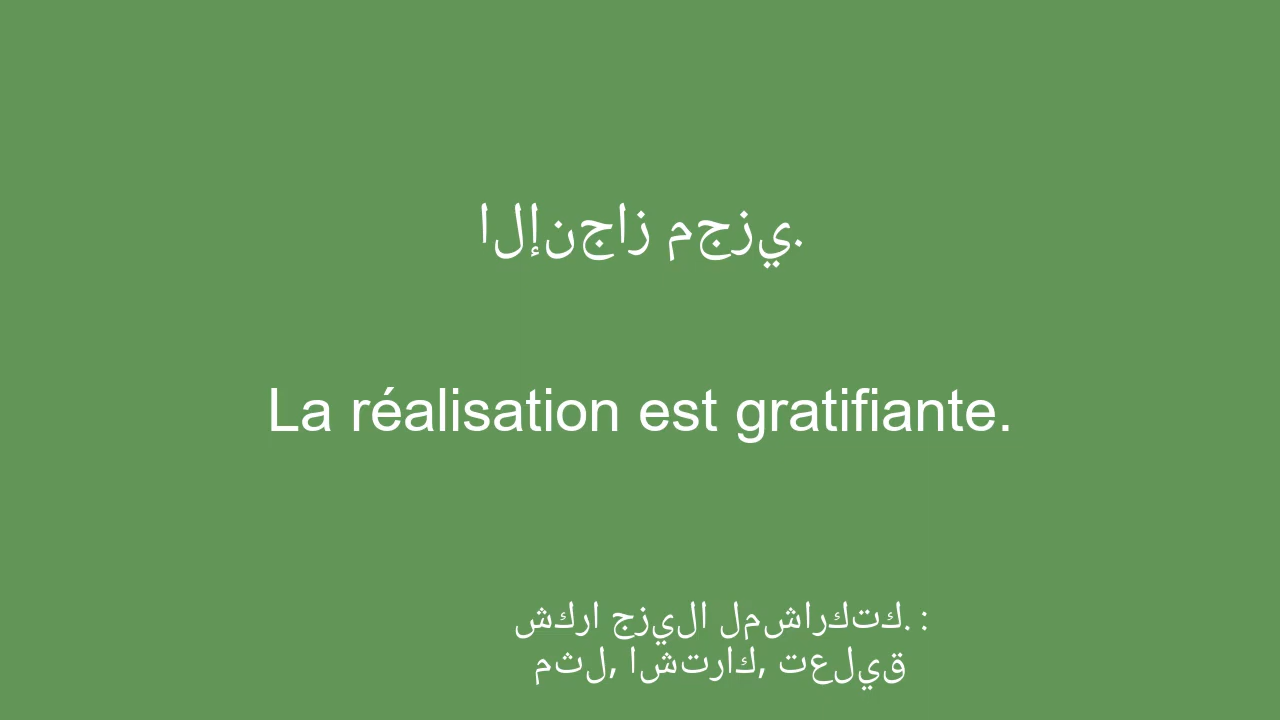 الإنجاز مجزي.
La réalisation est gratifiante.
شكرا جزيلا لمشاركتك. :
مثل, اشتراك, تعليق